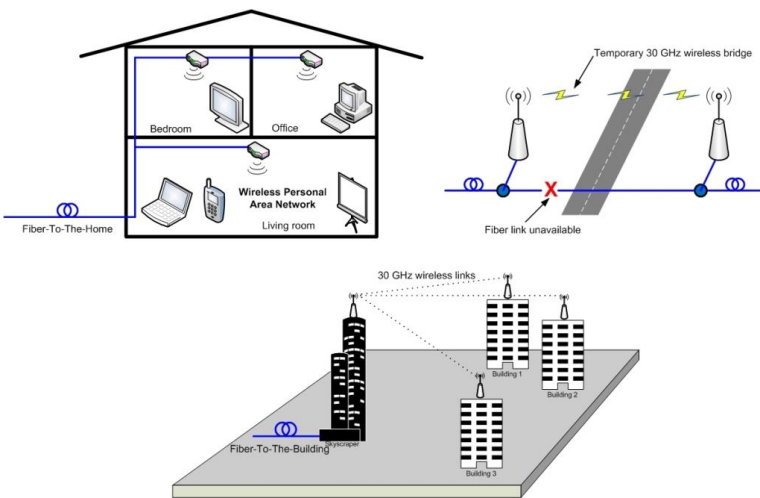 Bedroom
Office
Wireless Personal
Area Network
Living room
Fiber-To-The-Home
Temporary 30 GHz wireless bridge
X
Fiber link unavailable
30 GHz wireless links
Building 1
Building 2
Fiber-To-The-Building
Skyscraper
Building 3